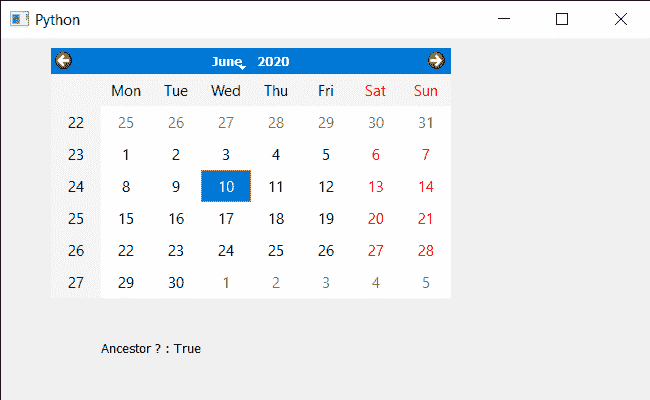 Python
June 2020
Mon Tue Wed Thu Fri Sat Sun
22 25 26 27 28 29 30 31
23 1 2 3 4 5 6 7
24 8 9 10 11 12 13 14
25 15 16 17 18 19 20 21
26 22 23 24 25 26 27 28
27 29 30 1 2 3 4 5
Ancestor ? : True